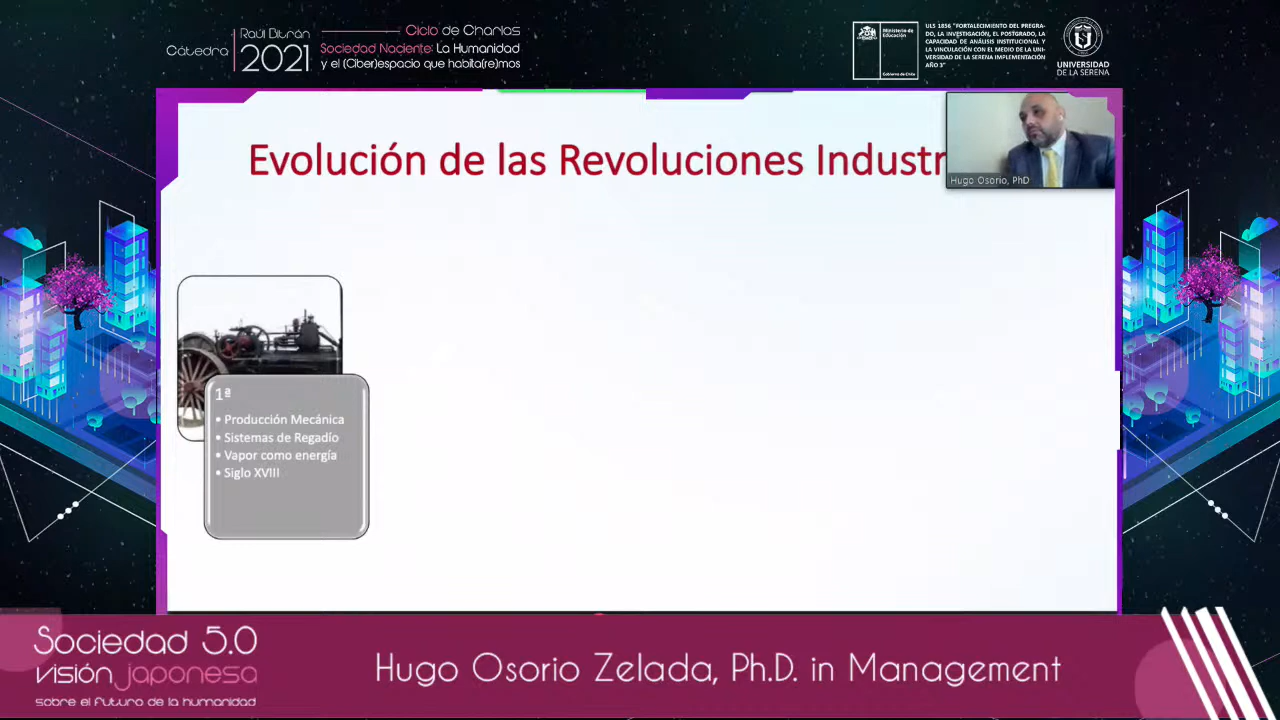 Cátedra
Raúl Bitrán
2021
Ciclo de Charlas
Sociedad Naciente: La Humanidad
y el (Ciber)espacio que habita(re)mos
Ministerio de
Educación
Gobierno de Chile
ULS 1856 "FORTALECIMIENTO DEL PREGRA-
DO, LA INVESTIGACIÓN, EL POSTGRADO, LA
CAPACIDAD DE ANÁLISIS INSTITUCIONAL Y
LA VINCULACIÓN CON EL MEDIO DE LA UNI-
VERSIDAD DE LA SERENA IMPLEMENTACIÓN
AÑO 3"
UNIVERSIDAD
DE LA SERENA
Evolución de las Revoluciones Industr
Hugo Osorio, PhD
1ª
• Producción Mecánica
• Sistemas de Regadío
• Vapor como energía
• Siglo XVIII
Sociedad 5.0
visión japonesa
sobre el futuro de la humanidad
Hugo Osorio Zelada, Ph.D. in Management